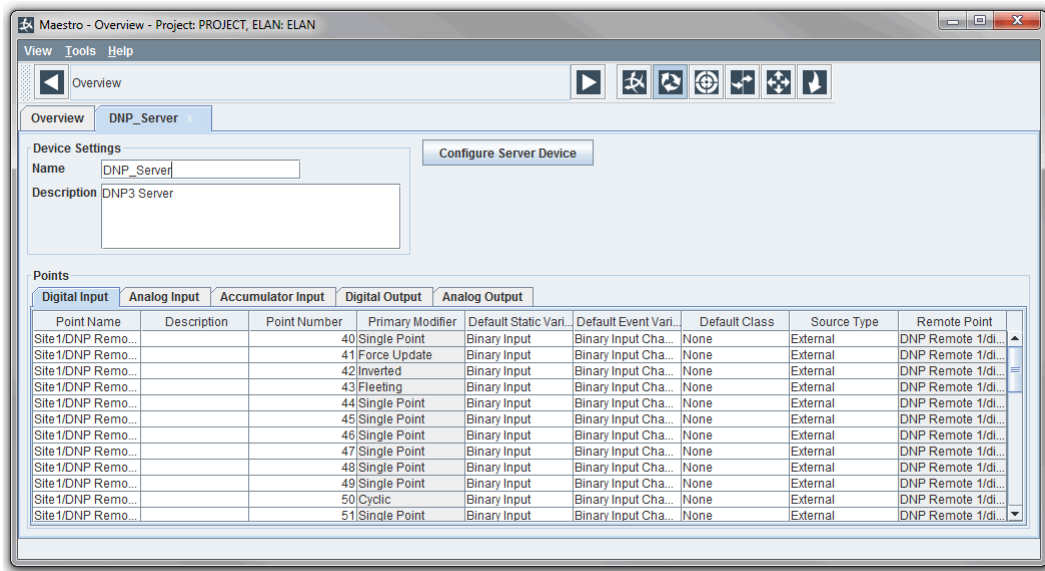 Maestro - Overview - Project: PROJECT, ELAN: ELAN
View Tools Help
Overview
Overview DNP_Server x
Device Settings
Configure Server Device
Name DNP_Server
Description DNP3 Server
Points
Digital Input Analog Input Accumulator Input Digital Output Analog Output
Point Name Description Point Number Primary Modifier Default Static Vari... Default Event Vari... Default Class Source Type Remote Point
Site1/DNP Remo... 40 Single Point Binary Input Binary Input Cha... None External DNP Remote 1/di...
Site1/DNP Remo... 41 Force Update Binary Input Binary Input Cha... None External DNP Remote 1/di...
Site1/DNP Remo... 42 Inverted Binary Input Binary Input Cha... None External DNP Remote 1/di...
Site1/DNP Remo... 43 Fleeting Binary Input Binary Input Cha... None External DNP Remote 1/di...
Site1/DNP Remo... 44 Single Point Binary Input Binary Input Cha... None External DNP Remote 1/di...
Site1/DNP Remo... 45 Single Point Binary Input Binary Input Cha... None External DNP Remote 1/di...
Site1/DNP Remo... 46 Single Point Binary Input Binary Input Cha... None External DNP Remote 1/di...
Site1/DNP Remo... 47 Single Point Binary Input Binary Input Cha... None External DNP Remote 1/di...
Site1/DNP Remo... 48 Single Point Binary Input Binary Input Cha... None External DNP Remote 1/di...
Site1/DNP Remo... 49 Single Point Binary Input Binary Input Cha... None External DNP Remote 1/di...
Site1/DNP Remo... 50 Cyclic Binary Input Binary Input Cha... None External DNP Remote 1/di...
Site1/DNP Remo... 51 Single Point Binary Input Binary Input Cha... None External DNP Remote 1/di...